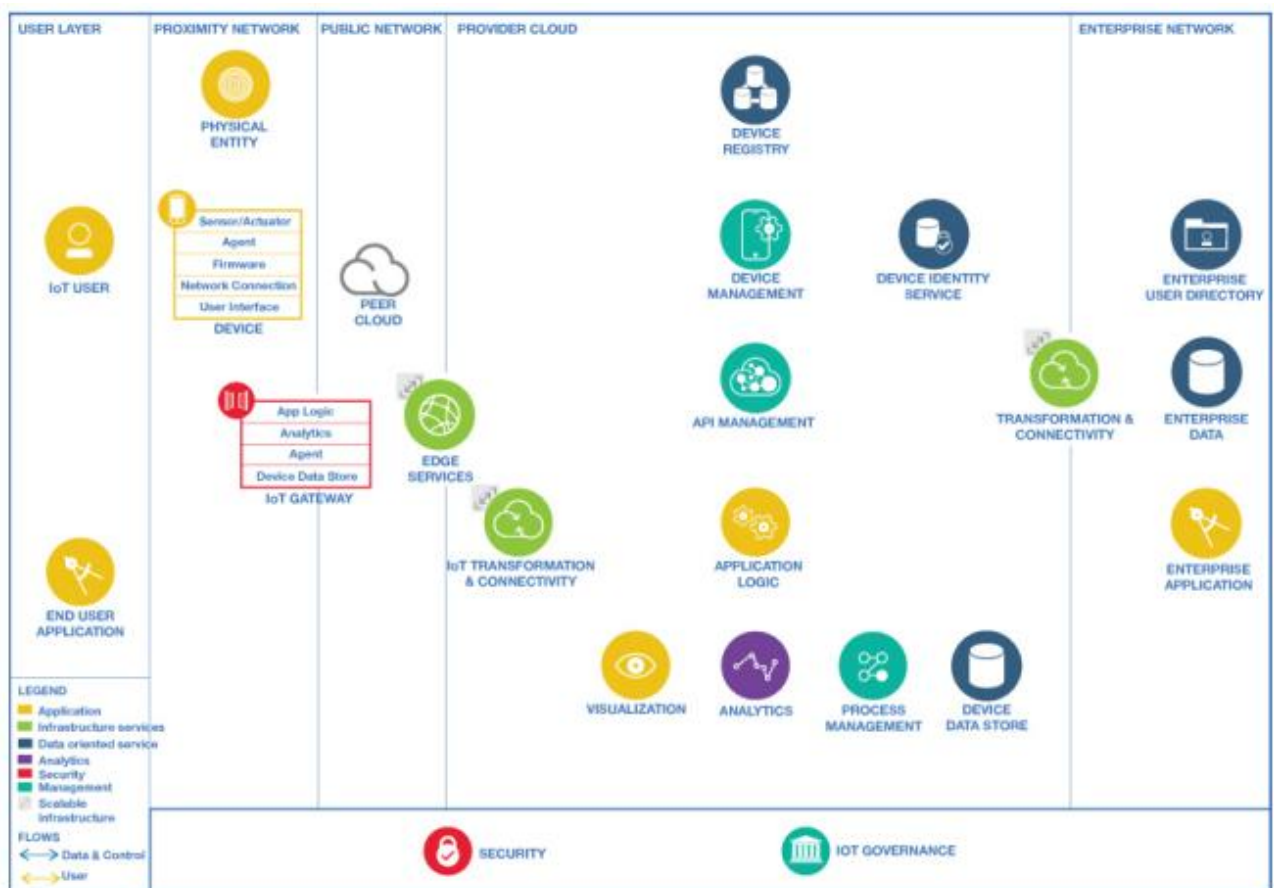 USER LAYER
PROXIMITY NETWORK
PUBLIC NETWORK
PROVIDER CLOUD
ENTERPRISE NETWORK
PHYSICAL
ENTITY
DEVICE
REGISTRY
IoT USER
Sensor/Actuator
Agent
Firmware
Network Connection
User Interface
DEVICE
PEER
CLOUD
DEVICE
MANAGEMENT
DEVICE IDENTITY
SERVICE
ENTERPRISE
USER DIRECTORY
App Logic
Analytics
Agent
Device Data Store
IoT GATEWAY
EDGE
SERVICES
API MANAGEMENT
TRANSFORMATION &
CONNECTIVITY
ENTERPRISE
DATA
IoT TRANSFORMATION
& CONNECTIVITY
APPLICATION
LOGIC
ENTERPRISE
APPLICATION
END USER
APPLICATION
VISUALIZATION
ANALYTICS
PROCESS
MANAGEMENT
DEVICE
DATA STORE
LEGEND
Application
Infrastructure services
Data oriented service
Analytics
Security
Management
Scalable
Infrastructure
FLOWS
Data & Control
User
SECURITY
IOT GOVERNANCE